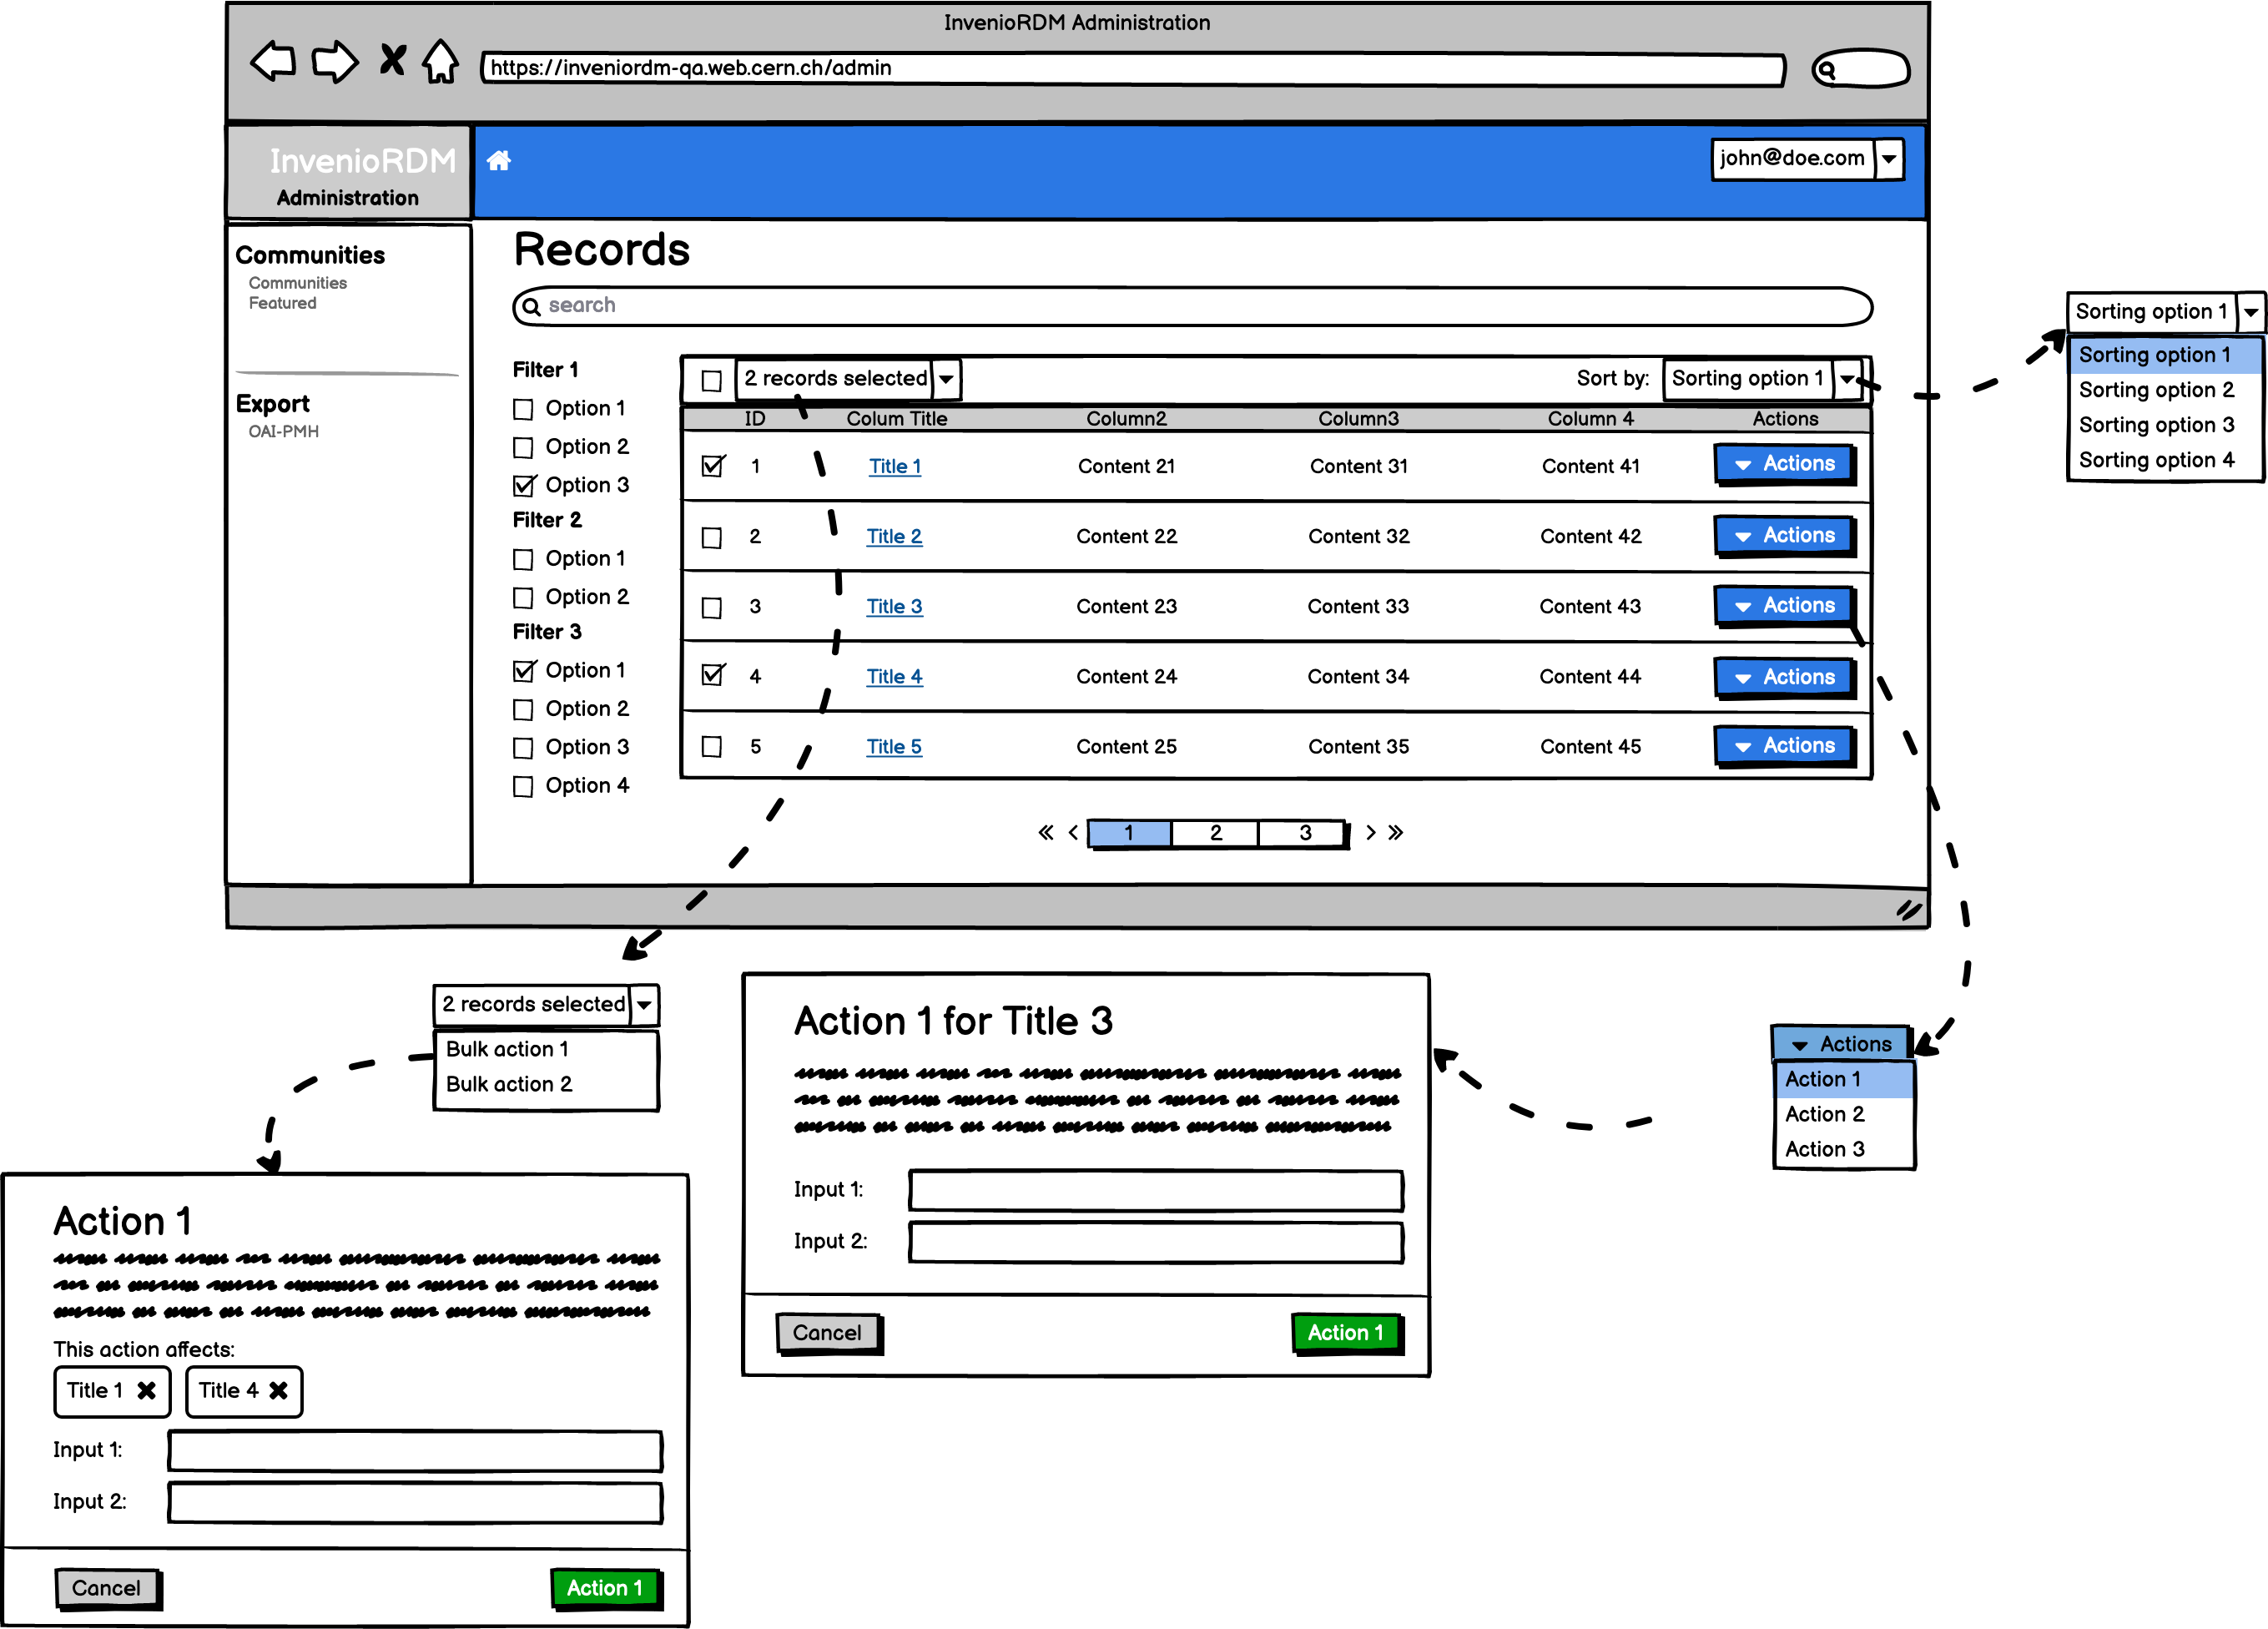 InvenioRDM Administration
https://inveniordm-qa.web.cern.ch/admin
InvenioRDM
Administration
john@doe.com
Communities
Communities
Featured
Export
OAI-PMH
Records
search
Filter 1
Option 1
Option 2
Option 3
Filter 2
Option 1
Option 2
Filter 3
Option 1
Option 2
Option 3
Option 4
2 records selected
Sort by: Sorting option 1
ID Colum Title Column2 Column3 Column 4 Actions
1 Title 1 Content 21 Content 31 Content 41 Actions
2 Title 2 Content 22 Content 32 Content 42 Actions
3 Title 3 Content 23 Content 33 Content 43 Actions
4 Title 4 Content 24 Content 34 Content 44 Actions
5 Title 5 Content 25 Content 35 Content 45 Actions
« < 1 2 3 > »
Sorting option 1
Sorting option 1
Sorting option 2
Sorting option 3
Sorting option 4
2 records selected
Bulk action 1
Bulk action 2
Action 1
This action affects:
Title 1 ✖ Title 4 ✖
Input 1:
Input 2:
Cancel Action 1
Action 1 for Title 3
Input 1:
Input 2:
Cancel Action 1
Actions
Action 1
Action 2
Action 3